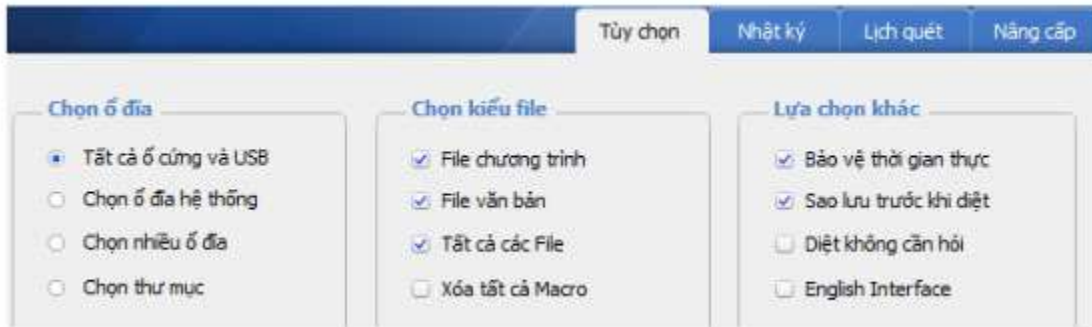 Tùy chọn Nhật ký Lịch quét Nâng cấp
Chọn ổ đĩa
Tất cả ổ cứng và USB
Chọn ổ đĩa hệ thống
Chọn nhiều ổ đĩa
Chọn thư mục
Chọn kiểu file
File chương trình
File văn bản
Tất cả các File
Xóa tất cả Macro
Lựa chọn khác
Bảo vệ thời gian thực
Sao lưu trước khi diệt
Diệt không cần hỏi
English Interface